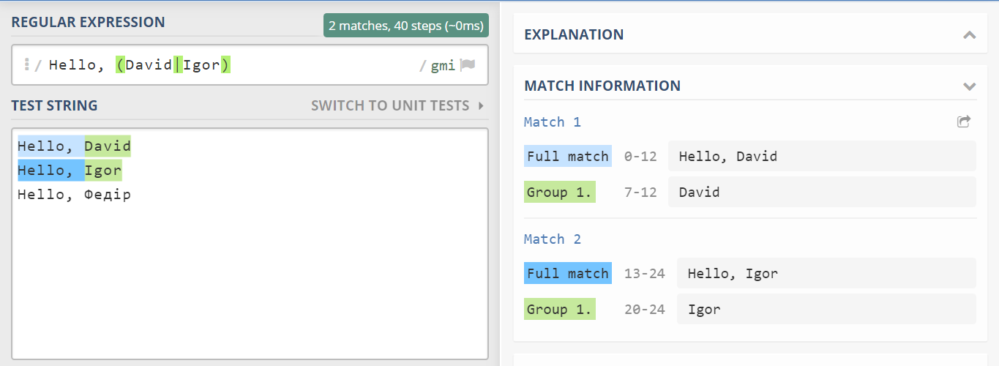 REGULAR EXPRESSION
2 matches, 40 steps (~0ms)
/ Hello, (David|Igor) / gmi
TEST STRING
SWITCH TO UNIT TESTS
Hello, David
Hello, Igor
Hello, Федір
EXPLANATION
MATCH INFORMATION
Match 1
Full match 0-12 Hello, David
Group 1. 7-12 David
Match 2
Full match 13-24 Hello, Igor
Group 1. 20-24 Igor